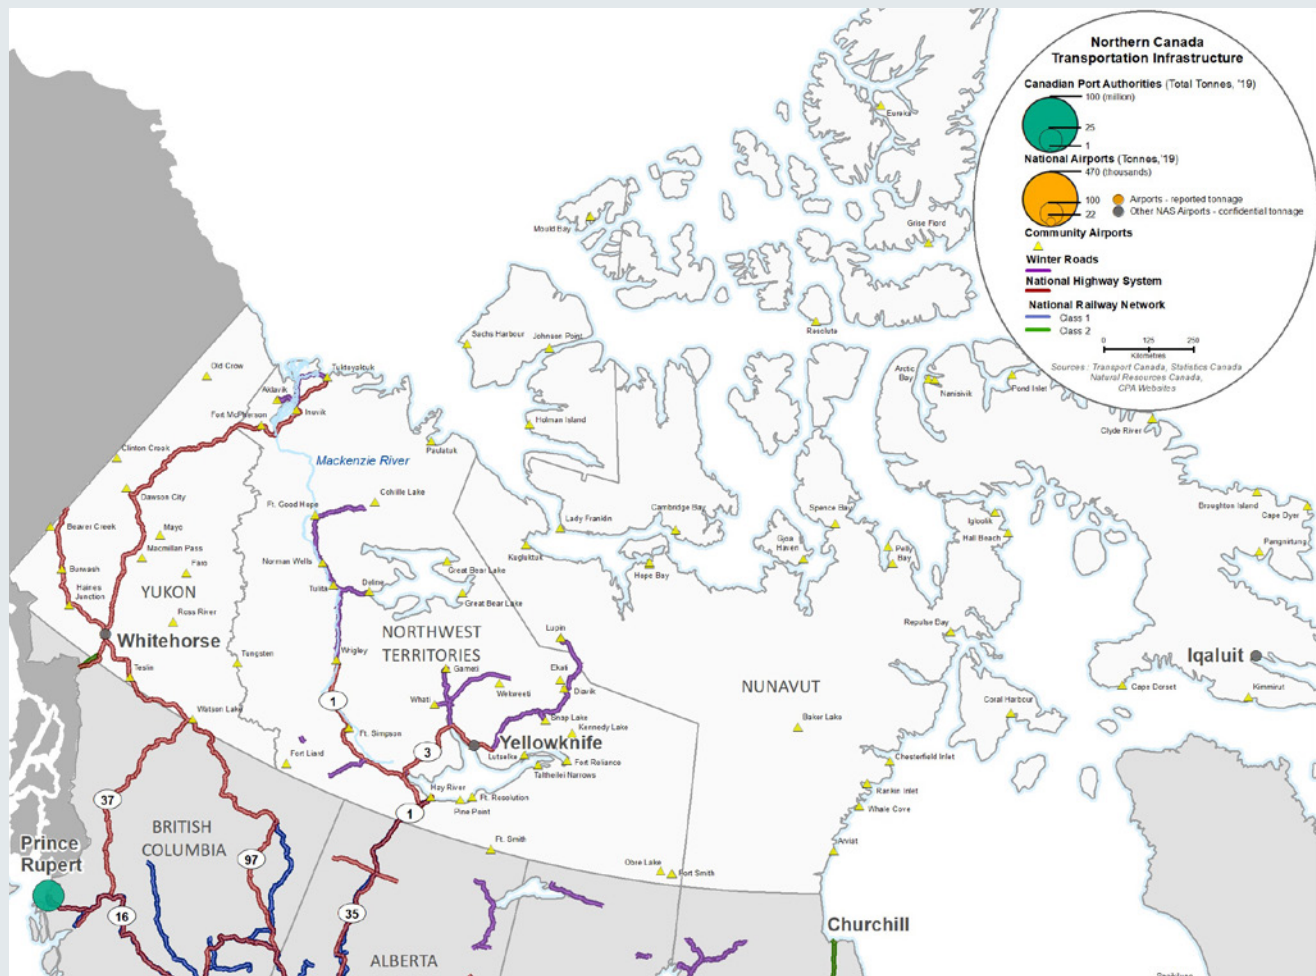 Northern Canada
Transportation Infrastructure
Canadian Port Authorities (Total Tonnes, '19)
100 (million)
25
1
National Airports (Tonnes,'19)
470 (thousands)
100
22
Airports - reported tonnage
Other NAS Airports - confidential tonnage
Community Airports
Winter Roads
National Highway System
National Railway Network
Class 1
Class 2
0 125 250
Kilometres
Sources : Transport Canada, Statistics Canada
Natural Resources Canada,
CPA Websites
Eureka
Mould Bay
Grise Fiord
Resolute
Sachs Harbour
Johnson Point
Old Crow
Aklavik
Tuktoyaktuk
Fort McPherson
Inuvik
Arctic
Bay
Nanisivik
Pond Inlet
Clyde River
Holman Island
Paulatuk
Clinton Creek
Mackenzie River
Dawson City
Ft. Good Hope
Colville Lake
Beaver Creek
Mayo
Macmillan Pass
Faro
Burwash
Haines
Junction
YUKON
Ross River
Whitehorse
Teslin
Watson Lake
Tungsten
Norman Wells
Tulita
Deline
Great Bear Lake
Great Bear Lake
NORTHWEST
TERRITORIES
Wrigley
Gameti
Whati
Wekweeti
Lupin
Ekati
Diavik
Snap Lake
Kennedy Lake
Lady Franklin
Kugluktuk
Cambridge Bay
Hope Bay
Gjoa
Haven
Spence Bay
Pelly
Bay
Igloolik
Hall Beach
Broughton Island
Cape Dyer
Pangnirtung
Repulse Bay
NUNAVUT
Iqaluit
Cape Dorset
Kimmirut
Coral Harbour
Baker Lake
Chesterfield Inlet
Rankin Inlet
Whale Cove
Arviat
1
Ft. Simpson
Fort Liard
3
Yellowknife
Lutselke
Fort Reliance
Taltheilei Narrows
Hay River
Ft. Resolution
Pine Point
1
Ft. Smith
Obre Lake
Fort Smith
37
BRITISH
COLUMBIA
97
Prince
Rupert
16
35
ALBERTA
Churchill